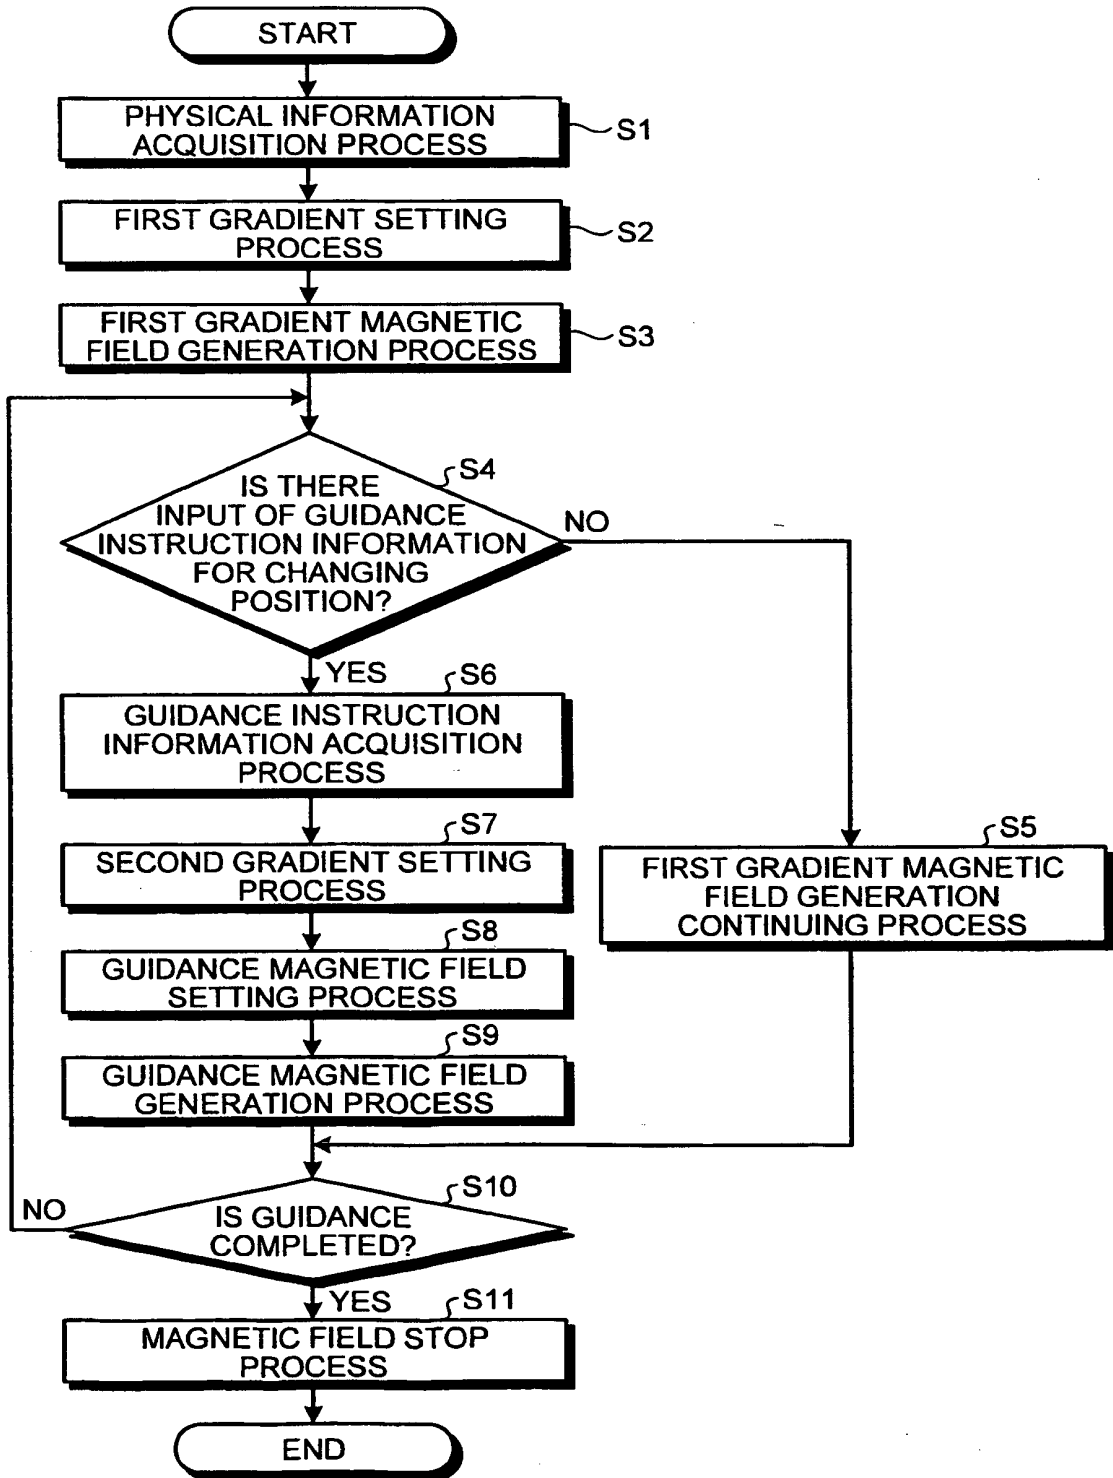 START
PHYSICAL INFORMATION
ACQUISITION PROCESS
S1
FIRST GRADIENT SETTING
PROCESS
S2
FIRST GRADIENT MAGNETIC
FIELD GENERATION PROCESS
S3
S4
IS THERE
INPUT OF GUIDANCE
INSTRUCTION INFORMATION
FOR CHANGING
POSITION?
NO
YES
S6
GUIDANCE INSTRUCTION
INFORMATION ACQUISITION
PROCESS
S7
SECOND GRADIENT SETTING
PROCESS
S5
FIRST GRADIENT MAGNETIC
FIELD GENERATION
CONTINUING PROCESS
S8
GUIDANCE MAGNETIC FIELD
SETTING PROCESS
S9
GUIDANCE MAGNETIC FIELD
GENERATION PROCESS
S10
NO
IS GUIDANCE
COMPLETED?
YES
S11
MAGNETIC FIELD STOP
PROCESS
END